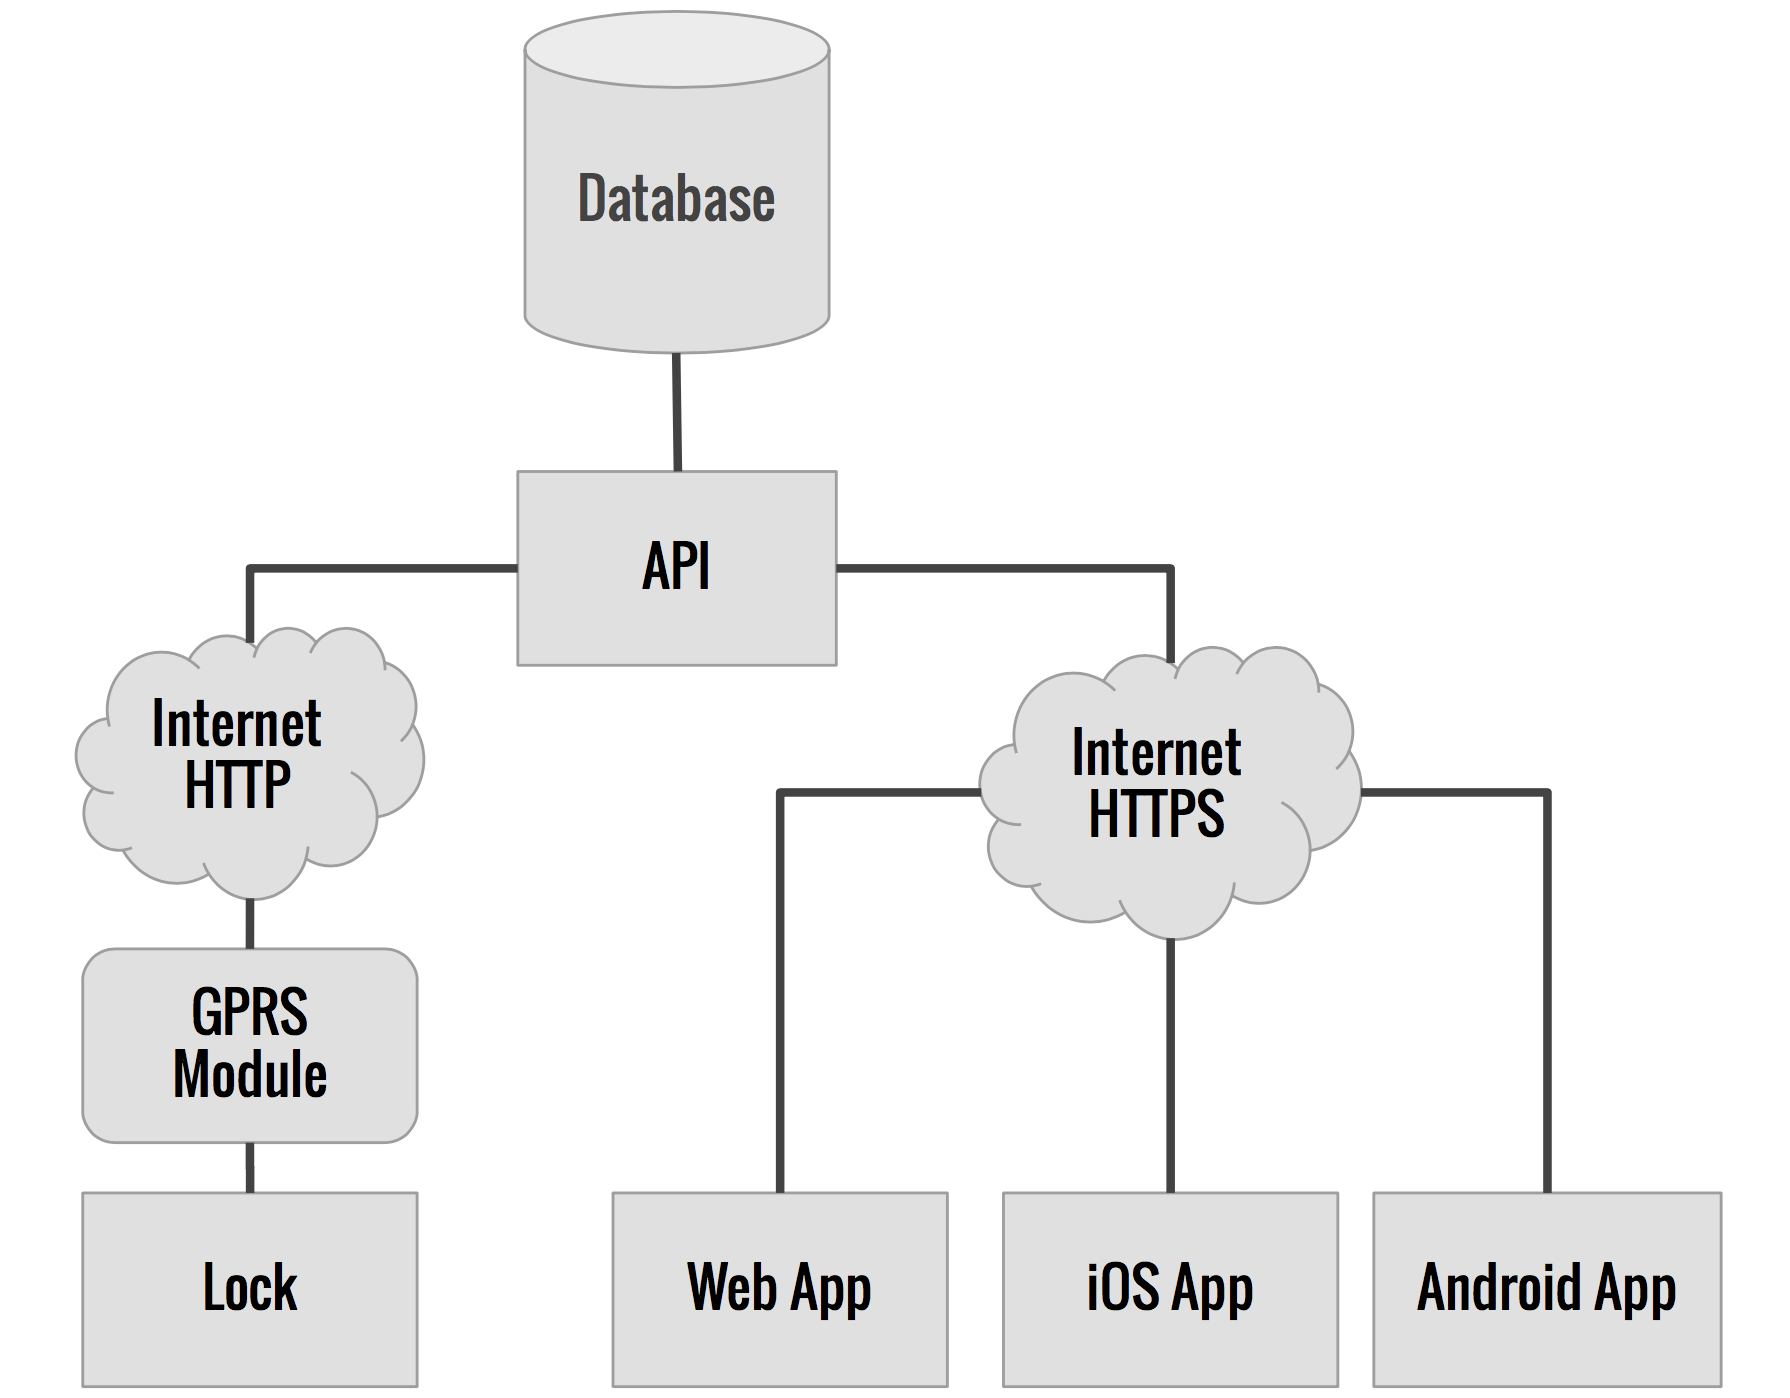 Database
API
Internet
HTTP
Internet
HTTPS
GPRS
Module
Lock
Web App
iOS App
Android App